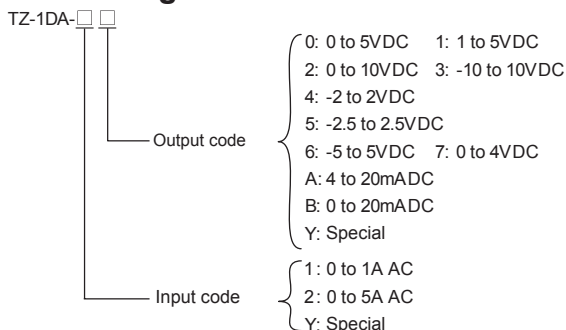 TZ-1DA-□ □
0: 0 to 5VDC 1: 1 to 5VDC
2: 0 to 10VDC 3: -10 to 10VDC
4: -2 to 2VDC
5: -2.5 to 2.5VDC
Output code
6: -5 to 5VDC 7: 0 to 4VDC
A: 4 to 20mADC
B: 0 to 20mADC
Y: Special
1: 0 to 1A AC
Input code
2: 0 to 5A AC
Y: Special